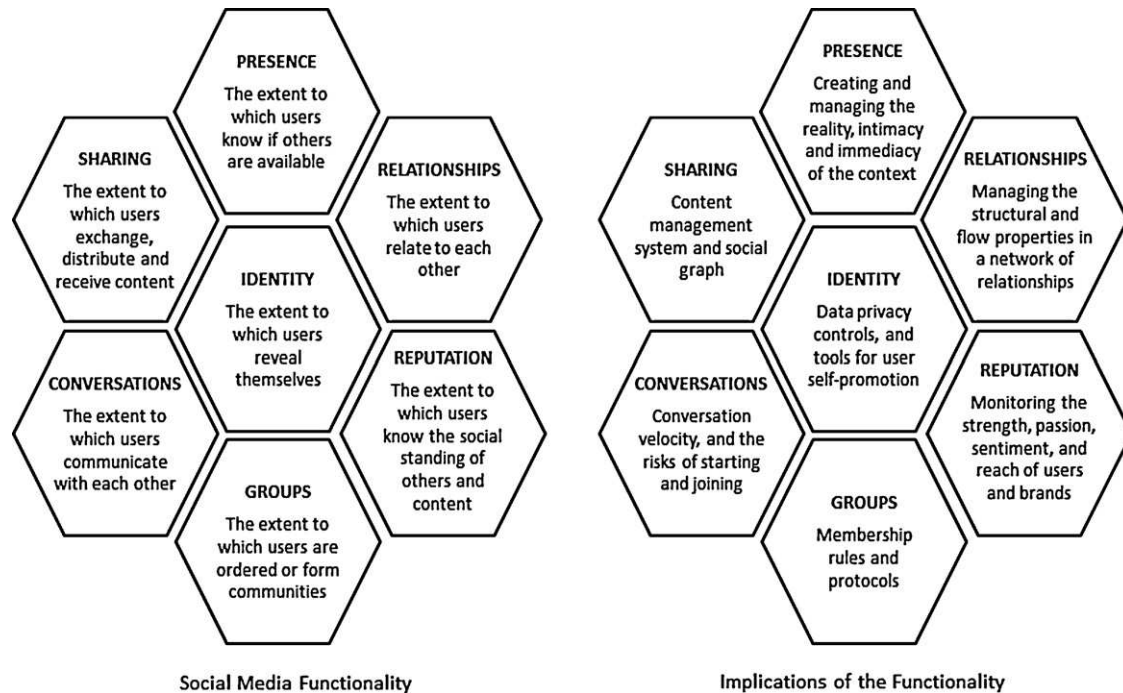 PRESENCE
The extent to
which users
know if others
are available
SHARING
The extent to
which users
exchange,
distribute and
receive content
RELATIONSHIPS
The extent to
which users
relate to each
other
IDENTITY
The extent to
which users
reveal
themselves
CONVERSATIONS
The extent to
which users
communicate
with each other
REPUTATION
The extent to
which users
know the social
standing of
others and
content
GROUPS
The extent to
which users are
ordered or form
communities
Social Media Functionality
PRESENCE
Creating and
managing the
reality, intimacy
and immediacy
of the context
SHARING
Content
management
system and social
graph
RELATIONSHIPS
Managing the
structural and
flow properties in
a network of
relationships
IDENTITY
Data privacy
controls, and
tools for user
self-promotion
CONVERSATIONS
Conversation
velocity, and the
risks of starting
and joining
REPUTATION
Monitoring the
strength, passion,
sentiment, and
reach of users
and brands
GROUPS
Membership
rules and
protocols
Implications of the Functionality